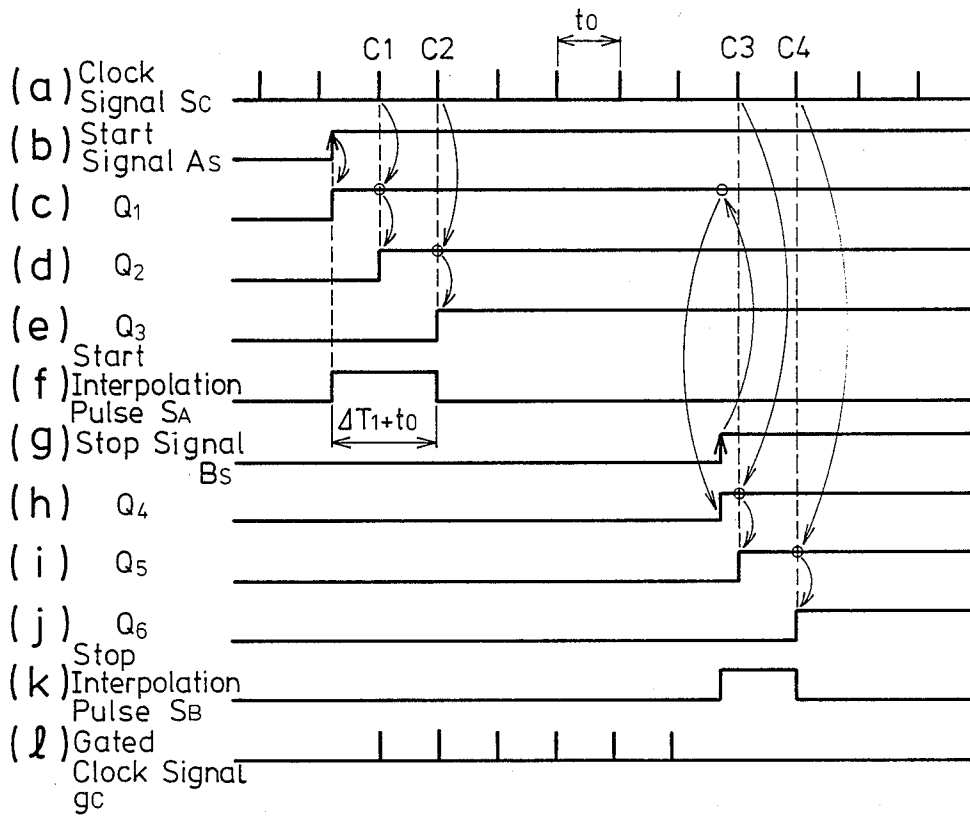 t0
C1 C2 C3 C4
(a) Clock
Signal Sc
(b) Start
Signal As
(c) Q1
(d) Q2
(e) Q3
(f) Start
Interpolation
Pulse SA
ΔT1+t0
(g) Stop Signal
Bs
(h) Q4
(i) Q5
(j) Q6
(k) Stop
Interpolation
Pulse SB
(ℓ) Gated
Clock Signal
gc